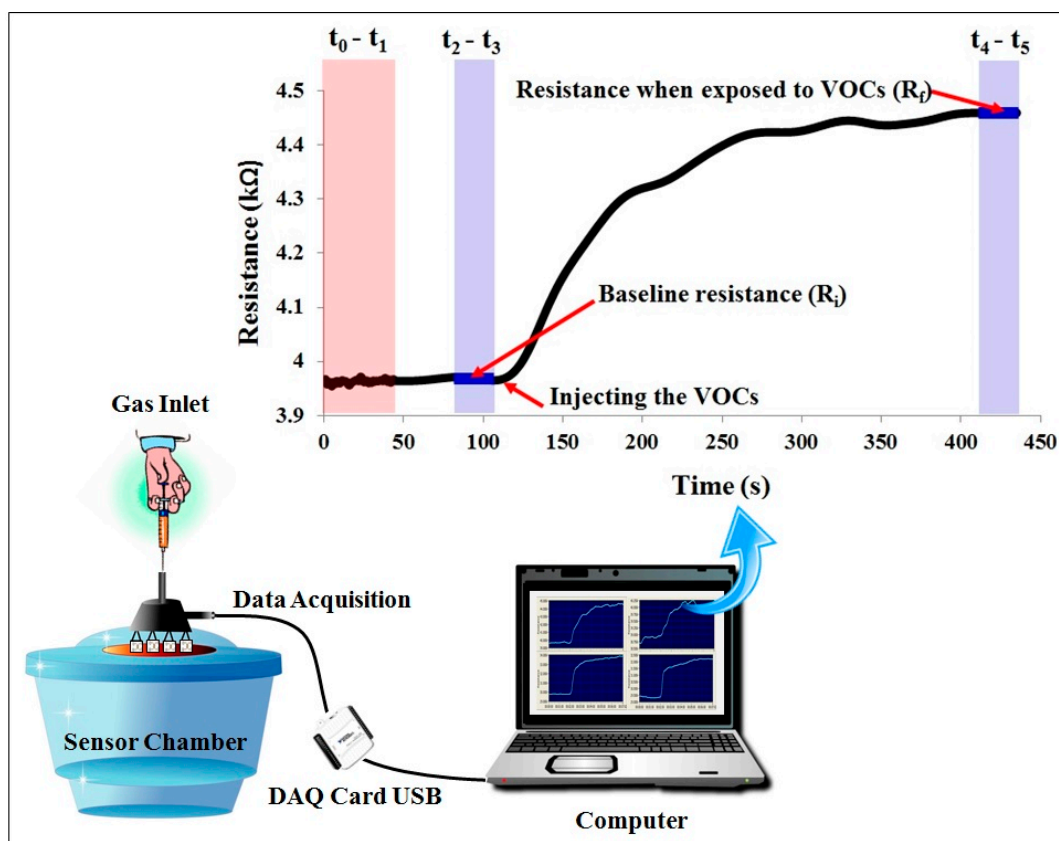 t₀ - t₁
t₂ - t₃
t₄ - t₅
Resistance when exposed to VOCs (R_f)
4.5
4.4
4.3
4.2
4.1
4
3.9
Resistance (kΩ)
Baseline resistance (Rᵢ)
Injecting the VOCs
0
50
100
150
200
250
300
350
400
450
Time (s)
Gas Inlet
Data Acquisition
Sensor Chamber
DAQ Card USB
Computer